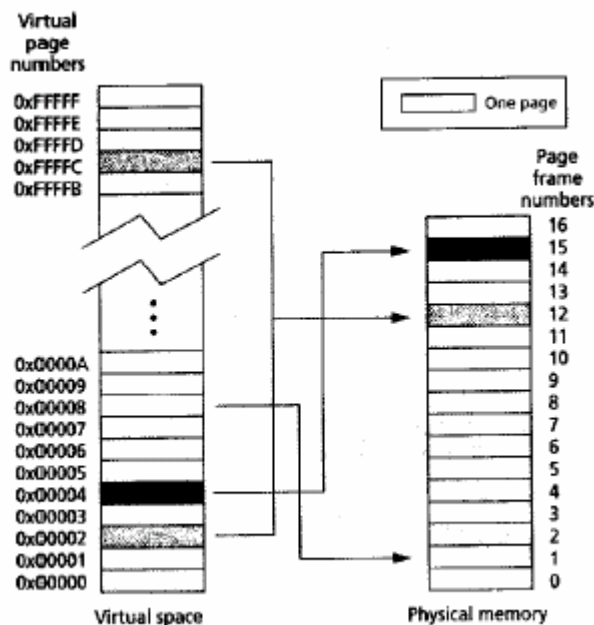 Virtual
page
numbers
0xFFFFF
0xFFFFE
0xFFFFD
0xFFFFC
0xFFFFB
0x0000A
0x00009
0x00008
0x00007
0x00006
0x00005
0x00004
0x00003
0x00002
0x00001
0x00000
Virtual space
One page
Page
frame
numbers
16
15
14
13
12
11
10
9
8
7
6
5
4
3
2
1
0
Physical memory